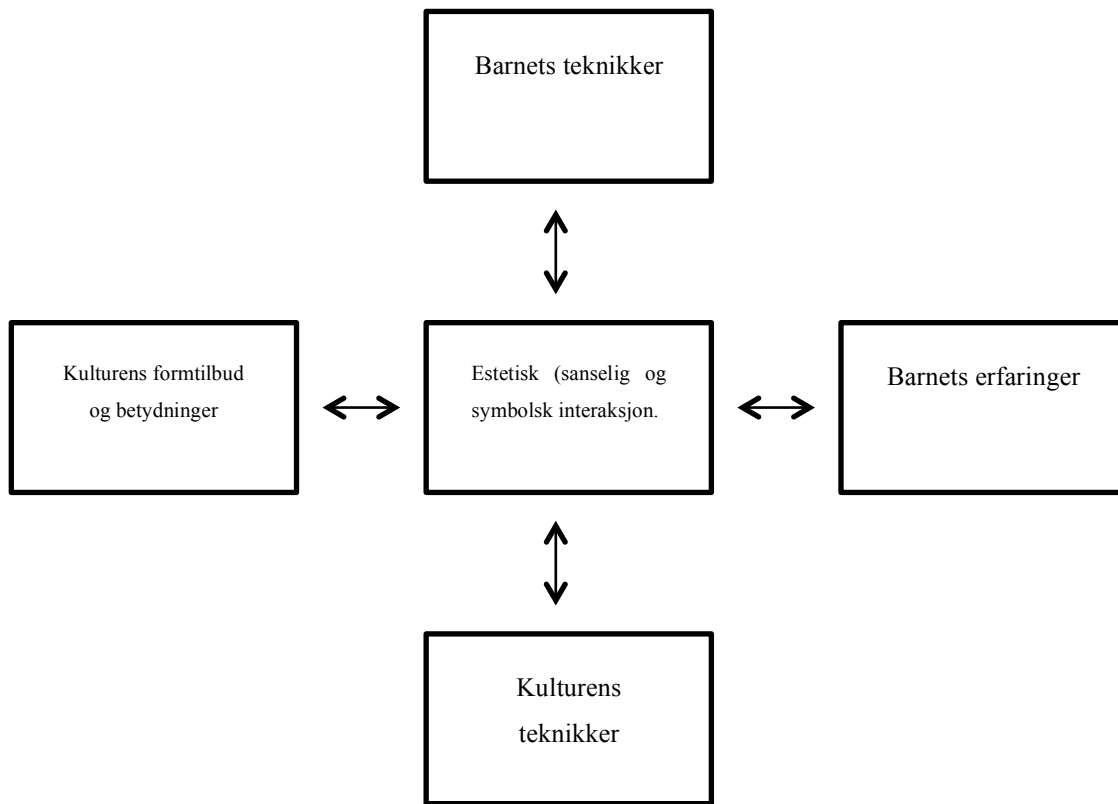 Barnets teknikker
Kulturens formtilbud
og betydninger
Estetisk (sanselig og
symbolsk interaksjon.
Barnets erfaringer
Kulturens
teknikker